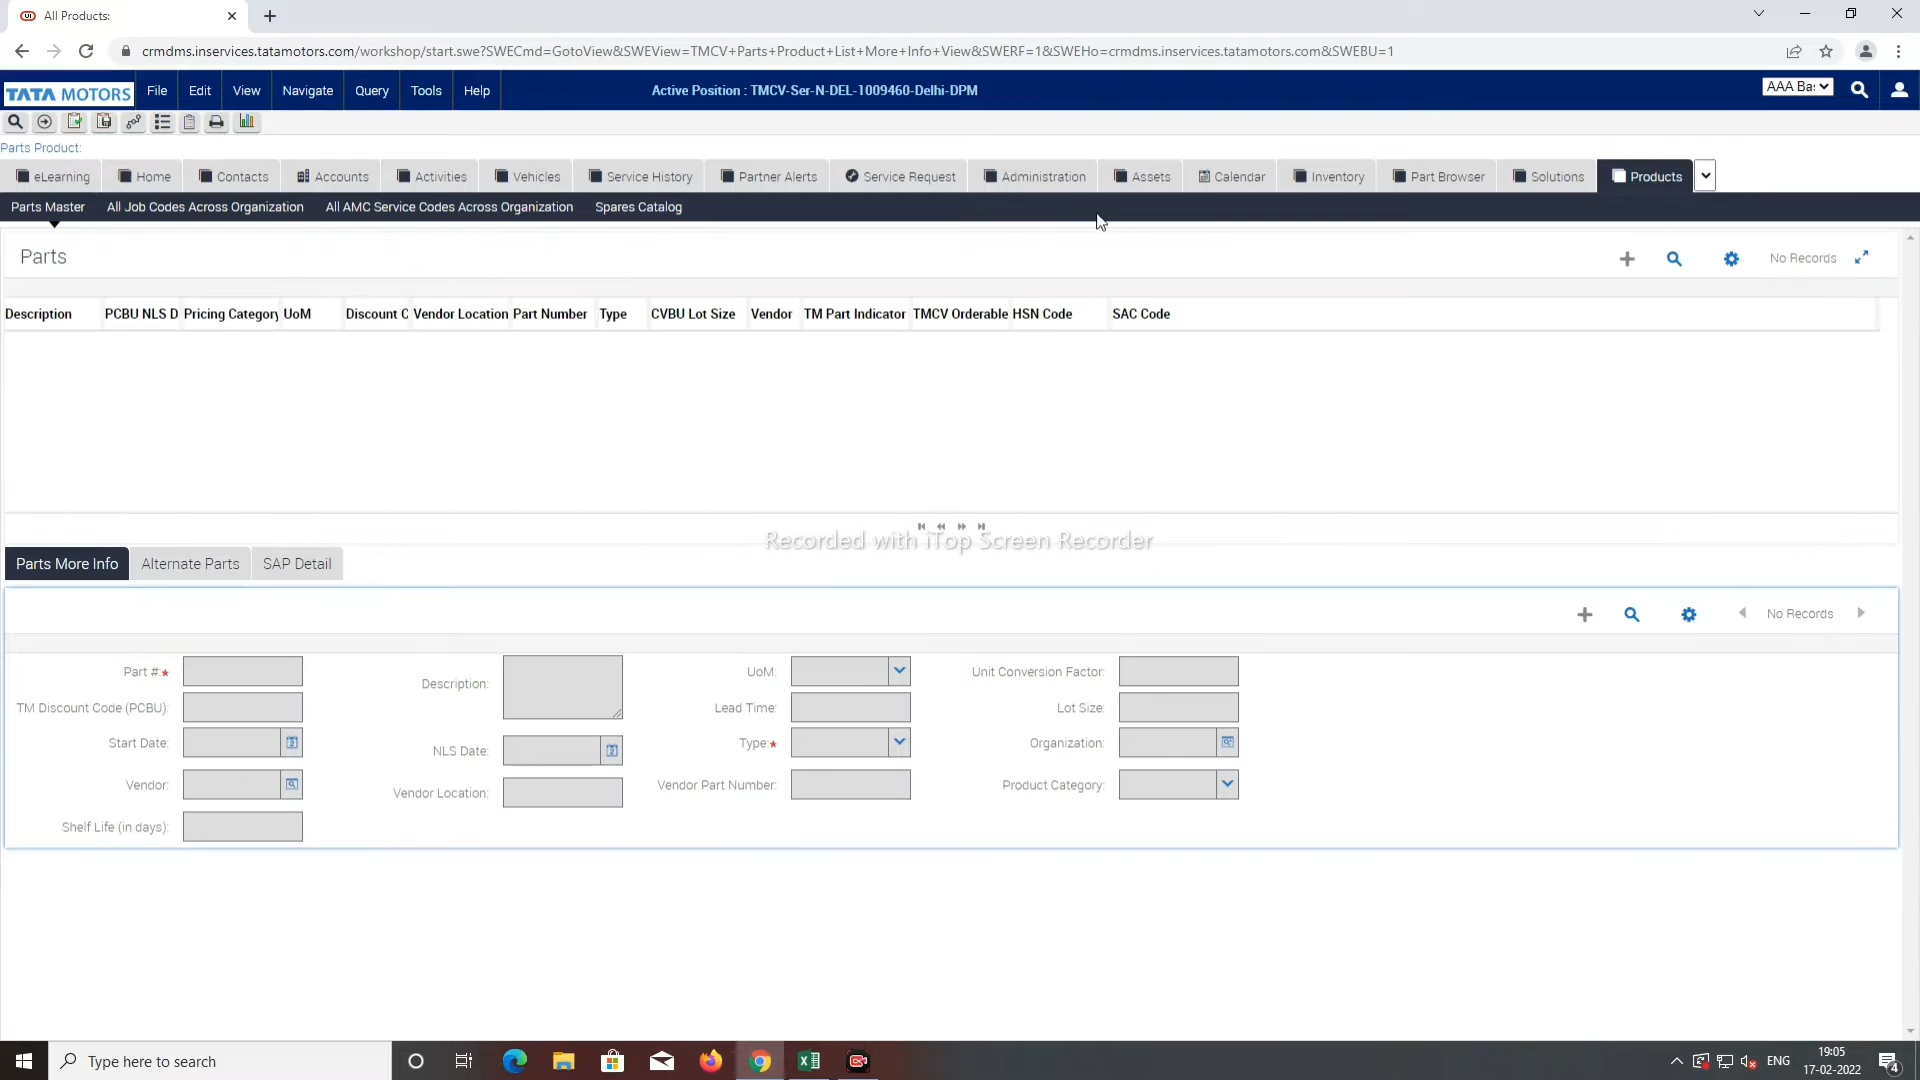 All Products:
crmdms.inservices.tatamotors.com/workshop/start.swe?SWECmd=GotoView&SWEView=TMCV+Parts+Product+List+More+Info+View&SWERF=1&SWEHo=crmdms.inservices.tatamotors.com&SWEBU=1
TATA MOTORS File Edit View Navigate Query Tools Help Active Position : TMCV-Ser-N-DEL-1009460-Delhi-DPM AAA Bas
Parts Product:
eLearning Home Contacts Accounts Activities Vehicles Service History Partner Alerts Service Request Administration Assets Calendar Inventory Part Browser Solutions Products
Parts Master All Job Codes Across Organization All AMC Service Codes Across Organization Spares Catalog
Parts No Records
Description PCBU NLS D Pricing Category UoM Discount C Vendor Location Part Number Type CVBU Lot Size Vendor TM Part Indicator TMCV Orderable HSN Code SAC Code
Recorded with iTop Screen Recorder
Parts More Info Alternate Parts SAP Detail
No Records
Part #:* Description: UoM: Unit Conversion Factor:
TM Discount Code (PCBU): Lead Time: Lot Size:
Start Date: NLS Date: Type:* Organization:
Vendor: Vendor Location: Vendor Part Number: Product Category:
Shelf Life (in days):
Type here to search ENG 19:05
17-02-2022 4